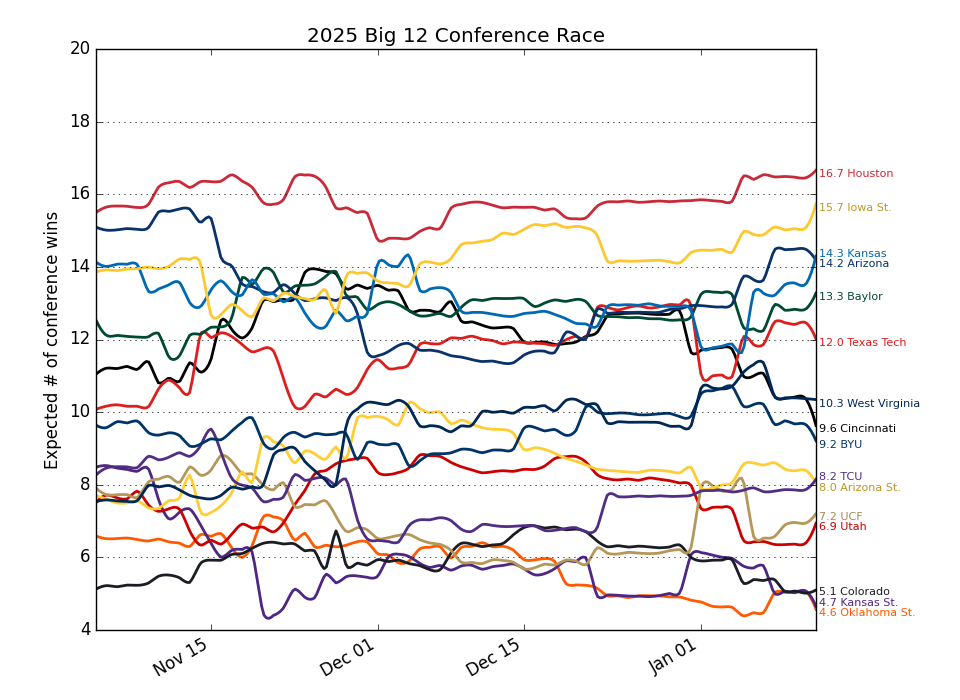 2025 Big 12 Conference Race
Expected # of conference wins
20
18
16
14
12
10
8
6
4
Nov 15
Dec 01
Dec 15
Jan 01
16.7 Houston
15.7 Iowa St.
14.3 Kansas
14.2 Arizona
13.3 Baylor
12.0 Texas Tech
10.3 West Virginia
9.6 Cincinnati
9.2 BYU
8.2 TCU
8.0 Arizona St.
7.2 UCF
6.9 Utah
5.1 Colorado
4.7 Kansas St.
4.6 Oklahoma St.